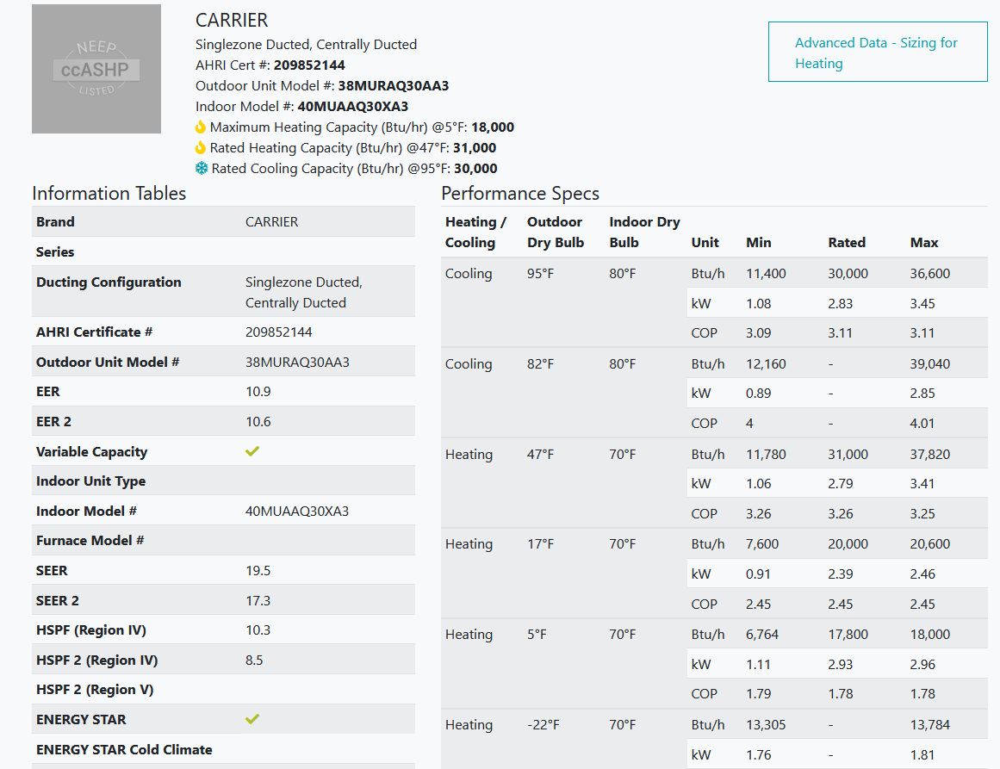 NEEP
ccASHP
LISTED
CARRIER
Singlezone Ducted, Centrally Ducted
AHRI Cert #: 209852144
Outdoor Unit Model #: 38MURAQ30AA3
Indoor Model #: 40MUAAQ30XA3
Maximum Heating Capacity (Btu/hr) @5°F: 18,000
Rated Heating Capacity (Btu/hr) @47°F: 31,000
Rated Cooling Capacity (Btu/hr) @95°F: 30,000
Advanced Data - Sizing for
Heating
Information Tables
Brand CARRIER
Series
Ducting Configuration Singlezone Ducted,
Centrally Ducted
AHRI Certificate # 209852144
Outdoor Unit Model # 38MURAQ30AA3
EER 10.9
EER 2 10.6
Variable Capacity
Indoor Unit Type
Indoor Model # 40MUAAQ30XA3
Furnace Model #
SEER 19.5
SEER 2 17.3
HSPF (Region IV) 10.3
HSPF 2 (Region IV) 8.5
HSPF 2 (Region V)
ENERGY STAR
ENERGY STAR Cold Climate
Performance Specs
Heating / Outdoor Indoor Dry
Cooling Dry Bulb Bulb Unit Min Rated Max
Cooling 95°F 80°F Btu/h 11,400 30,000 36,600
kW 1.08 2.83 3.45
COP 3.09 3.11 3.11
Cooling 82°F 80°F Btu/h 12,160 - 39,040
kW 0.89 - 2.85
COP 4 - 4.01
Heating 47°F 70°F Btu/h 11,780 31,000 37,820
kW 1.06 2.79 3.41
COP 3.26 3.26 3.25
Heating 17°F 70°F Btu/h 7,600 20,000 20,600
kW 0.91 2.39 2.46
COP 2.45 2.45 2.45
Heating 5°F 70°F Btu/h 6,764 17,800 18,000
kW 1.11 2.93 2.96
COP 1.79 1.78 1.78
Heating -22°F 70°F Btu/h 13,305 - 13,784
kW 1.76 - 1.81